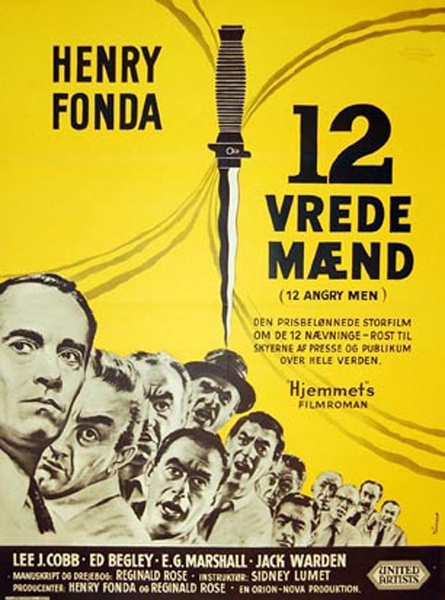 HENRY
FONDA
12
VREDE
MÆND
(12 ANGRY MEN)
DEN PRISBELØNNEDE STORFILM
OM DE 12 NÆVNINGE - ROST TIL
SKYERNE AF PRESSE OG PUBLIKUM
OVER HELE VERDEN.
"Hjemmets"
FILMROMAN
LEE J. COBB · ED BEGLEY · E.G. MARSHALL · JACK WARDEN
· MANUSKRIPT OG DREJEBOG: REGINALD ROSE · INSTRUKTØR: SIDNEY LUMET
PRODUCENTER: HENRY FONDA OG REGINALD ROSE · EN ORION-NOVA PRODUKTION.
UNITED
ARTISTS